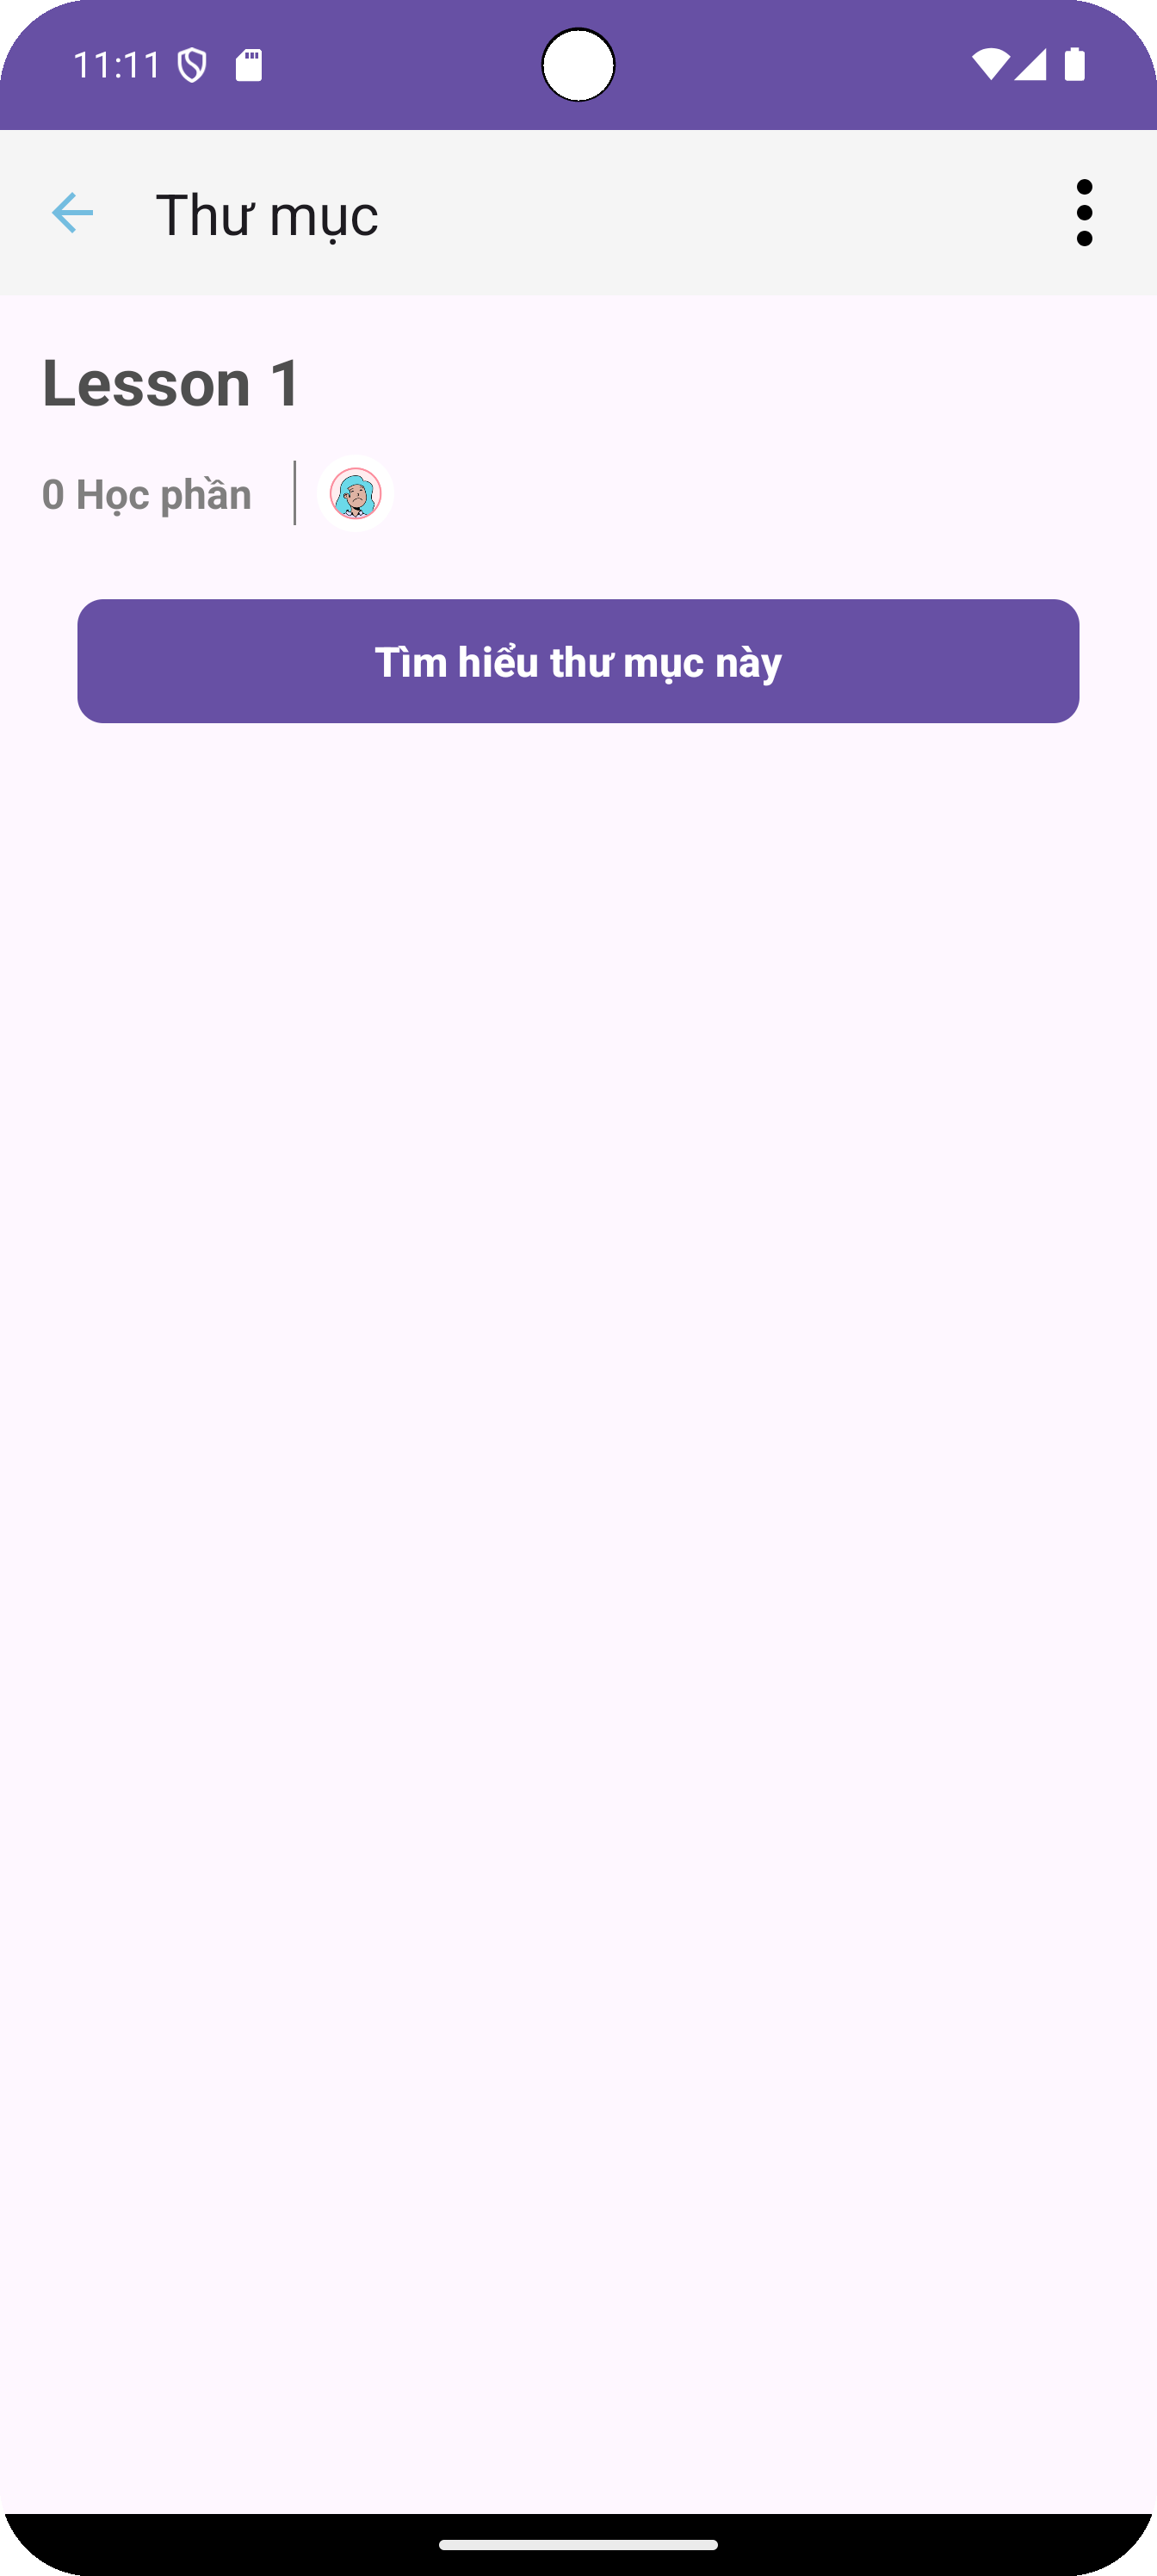 11:11
Thư mục
Lesson 1
0 Học phần
Tìm hiểu thư mục này